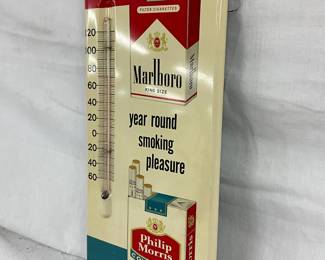 FILTER CIGARETTES
Marlboro
KING SIZE
Marlboro
120
100
80
60
40
20
0
20
40
60
year round
smoking
pleasure
Philip
Morris